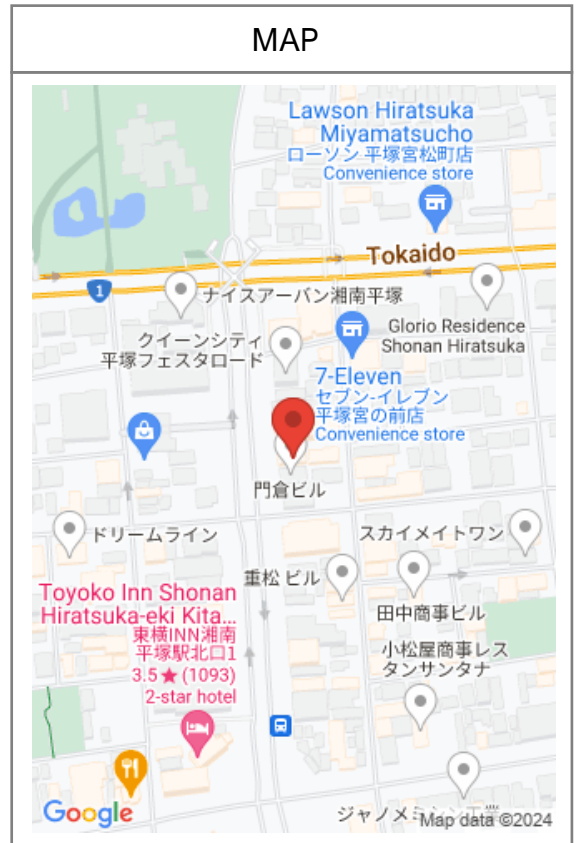 MAP
Lawson Hiratsuka
Miyamatsucho
ローソン 平塚宮松町店
Convenience store
Tokaido
1
ナイスアーバン湘南平塚
クイーンシティ
平塚フェスタロード
Glorio Residence
Shonan Hiratsuka
7-Eleven
セブン-イレブン
平塚宮の前店
Convenience store
門倉ビル
ドリームライン
スカイメイトワン
重松 ビル
田中商事ビル
Toyoko Inn Shonan
Hiratsuka-eki Kita...
東横INN湘南
平塚駅北口1
3.5★(1093)
2-star hotel
小松屋商事レス
タンサンタナ
Google
ジャノメミシン
Map data ©2024